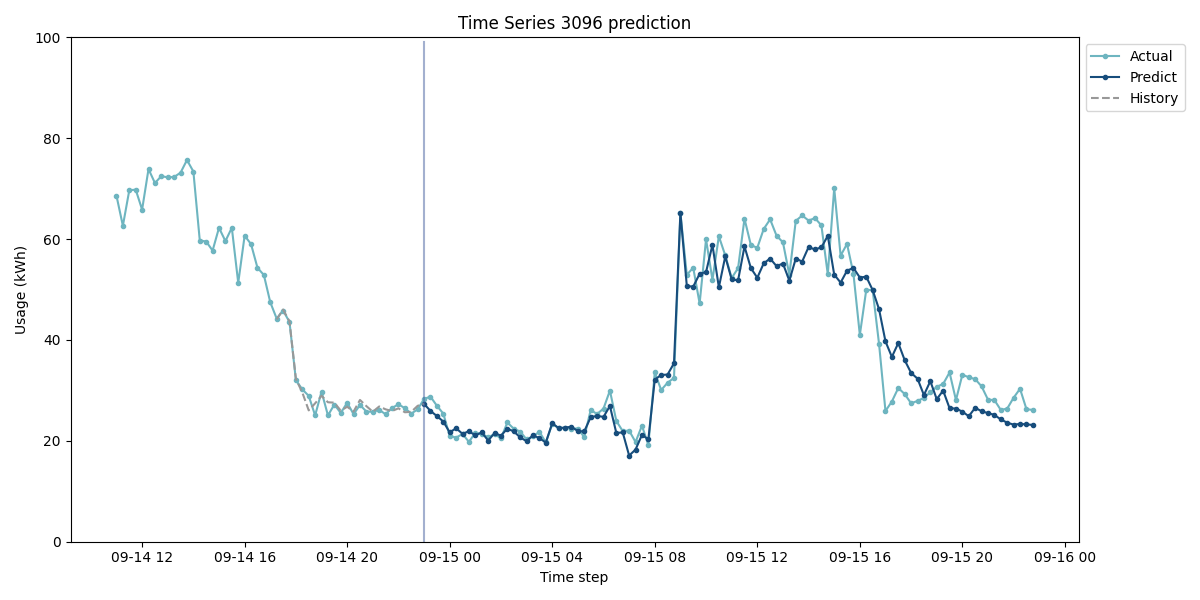 Time Series 3096 prediction
Usage (kWh)
100
80
60
40
20
0
09-14 12
09-14 16
09-14 20
09-15 00
09-15 04
09-15 08
09-15 12
09-15 16
09-15 20
09-16 00
Time step
Actual
Predict
History